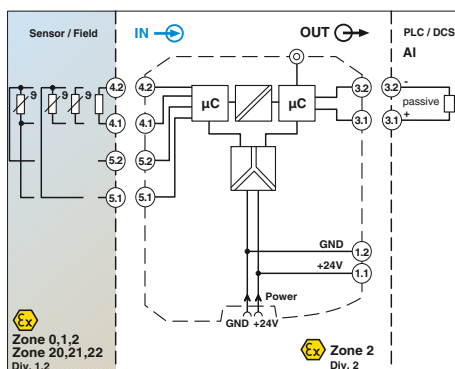 Sensor / Field
IN
OUT
PLC / DCS
AI
ϑ ϑ ϑ
4.2 4.2
4.1 4.1
5.2 5.2
5.1 5.1
µC
µC
3.2 3.2 -
passive
3.1 3.1 +
GND 1.2
+24V 1.1
Power
GND +24V
Ex
Zone 0,1,2
Zone 20,21,22
Div. 1,2
Ex Zone 2
Div. 2